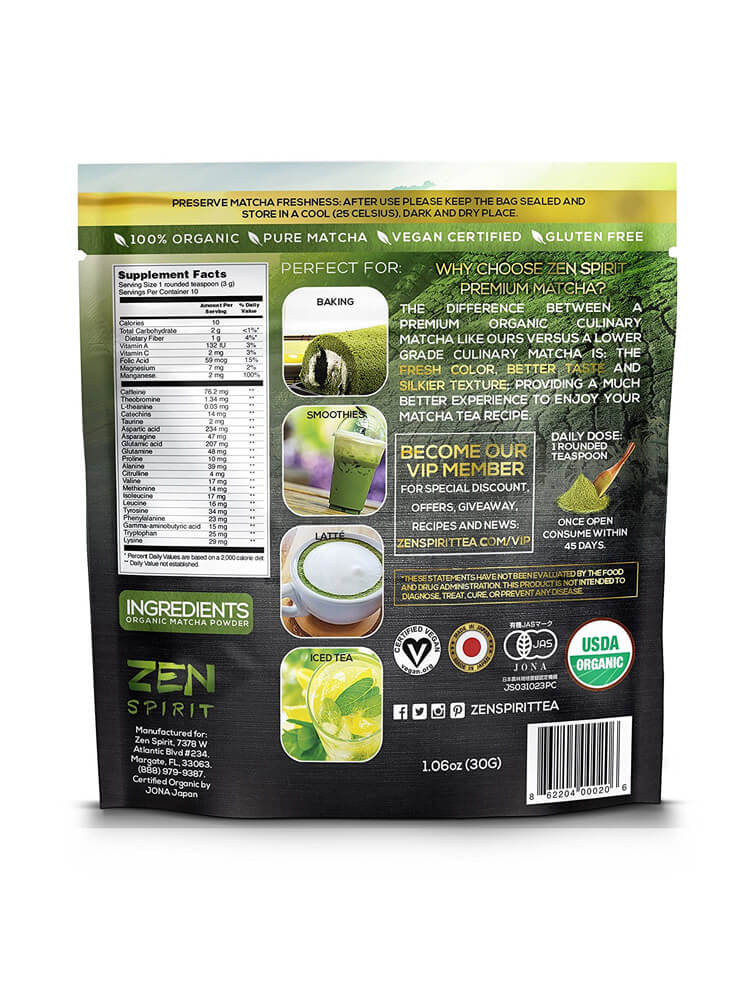 PRESERVE MATCHA FRESHNESS: AFTER USE PLEASE KEEP THE BAG SEALED AND
STORE IN A COOL (25 CELSIUS), DARK AND DRY PLACE.
100% ORGANIC PURE MATCHA VEGAN CERTIFIED GLUTEN FREE
Supplement Facts
Serving Size 1 rounded teaspoon (3 g)
Servings Per Container 10
Amount Per Serving % Daily Value
Calories 10
Total Carbohydrate 2 g <1%*
Dietary Fiber 1 g 4%*
Vitamin A 132 IU 3%
Vitamin C 2 mg 3%
Folic Acid 59 mcg 15%
Magnesium 7 mg 2%
Manganese. 2 mg 100%
Caffeine 76.2 mg **
Theobromine 1.34 mg **
L-theanine 0.03 mg **
Catechins 14 mg **
Taurine 2 mg **
Aspartic acid 234 mg **
Asparagine 47 mg **
Glutamic acid 207 mg **
Glutamine 48 mg **
Proline 10 mg **
Alanine 39 mg **
Citrulline 4 mg **
Valine 17 mg **
Methionine 14 mg **
Isoleucine 17 mg **
Leucine 16 mg **
Tyrosine 34 mg **
Phenylalanine 23 mg **
Gamma-aminobutyric acid 15 mg **
Tryptophan 25 mg **
Lysine 29 mg **
* Percent Daily Values are based on a 2,000 calorie diet
** Daily Value not established.
INGREDIENTS
ORGANIC MATCHA POWDER
ZEN
SPIRIT
Manufactured for:
Zen Spirit, 7378 W
Atlantic Blvd #234.
Margate, FL, 33063.
(888) 979-9387.
Certified Organic by
JONA Japan
PERFECT FOR:
BAKING
SMOOTHIES
LATTE
ICED TEA
WHY CHOOSE ZEN SPIRIT
PREMIUM MATCHA?
THE DIFFERENCE BETWEEN A
PREMIUM ORGANIC CULINARY
MATCHA LIKE OURS VERSUS A LOWER
GRADE CULINARY MATCHA IS: THE
FRESH COLOR, BETTER TASTE AND
SILKIER TEXTURE; PROVIDING A MUCH
BETTER EXPERIENCE TO ENJOY YOUR
MATCHA TEA RECIPE.
BECOME OUR
VIP MEMBER
FOR SPECIAL DISCOUNT,
OFFERS, GIVEAWAY,
RECIPES AND NEWS:
ZENSPIRITTEA.COM/VIP
DAILY DOSE:
1 ROUNDED
TEASPOON
ONCE OPEN
CONSUME WITHIN
45 DAYS.
*THESE STATEMENTS HAVE NOT BEEN EVALUATED BY THE FOOD
AND DRUG ADMINISTRATION. THIS PRODUCT IS NOT INTENDED TO
DIAGNOSE, TREAT, CURE, OR PREVENT ANY DISEASE.
CERTIFIED VEGAN
vegan.org
MADE IN JAPAN
有機JASマーク
JAS
JONA
JS031023PC
USDA
ORGANIC
ZENSPIRITTEA
1.06oz (30G)
8 62204 00020 6